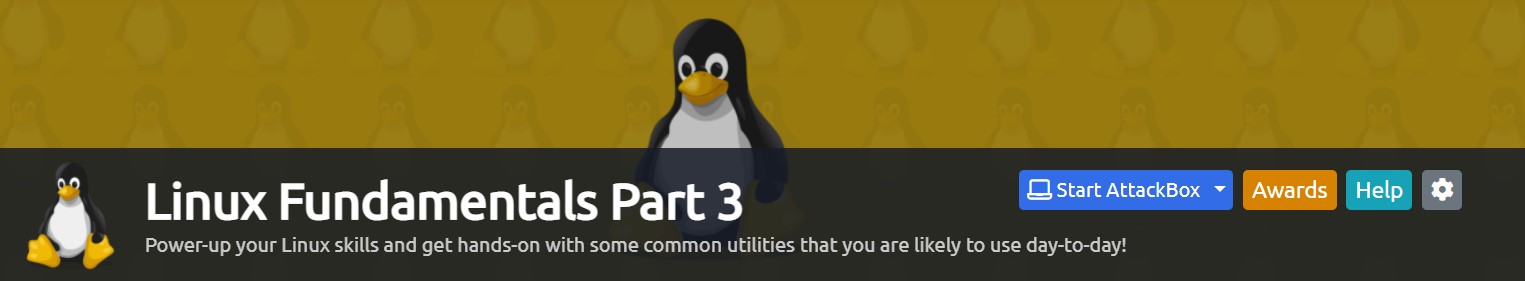 Linux Fundamentals Part 3
Start AttackBox
Awards
Help
Power-up your Linux skills and get hands-on with some common utilities that you are likely to use day-to-day!